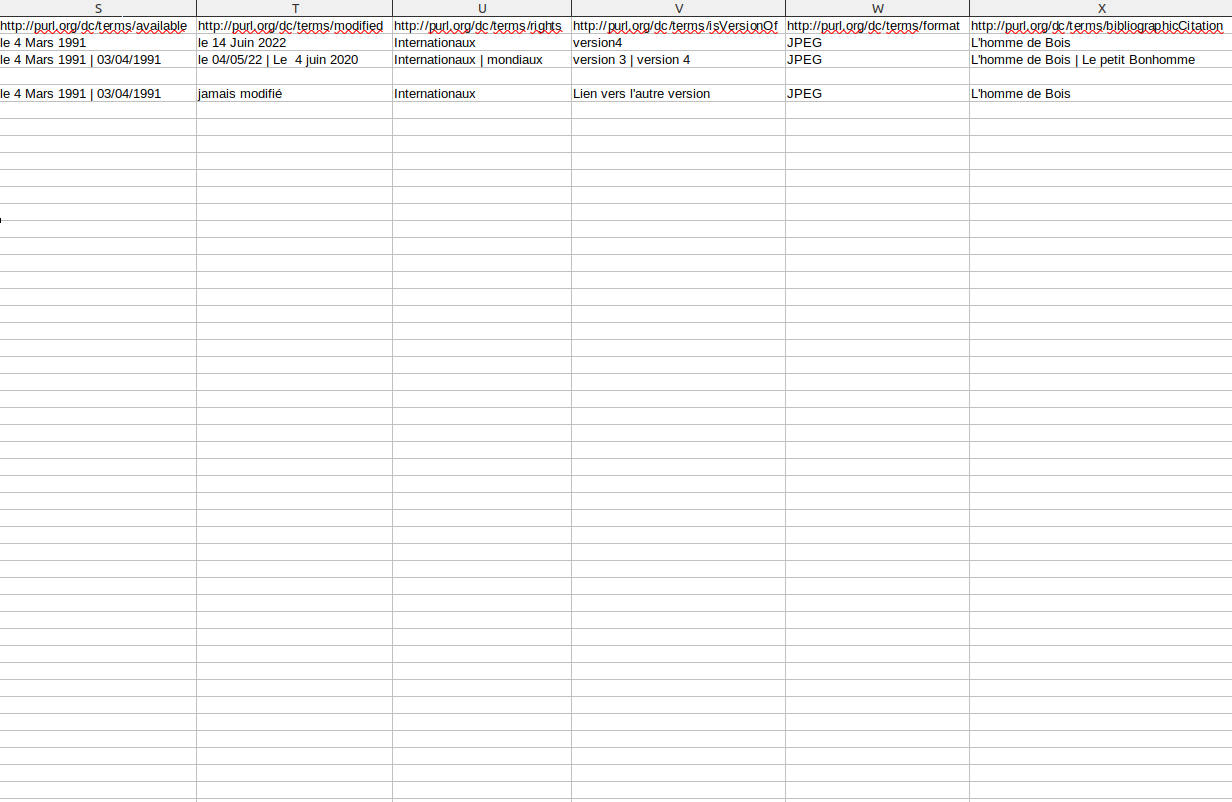 S T U V W X
http://purl.org/dc/terms/available http://purl.org/dc/terms/modified http://purl.org/dc/terms/rights http://purl.org/dc/terms/isVersionOf http://purl.org/dc/terms/format http://purl.org/dc/terms/bibliographicCitation
le 4 Mars 1991 le 14 Juin 2022 Internationaux version4 JPEG L'homme de Bois
le 4 Mars 1991 | 03/04/1991 le 04/05/22 | Le  4 juin 2020 Internationaux | mondiaux version 3 | version 4 JPEG L'homme de Bois | Le petit Bonhomme
le 4 Mars 1991 | 03/04/1991 jamais modifié Internationaux Lien vers l'autre version JPEG L'homme de Bois